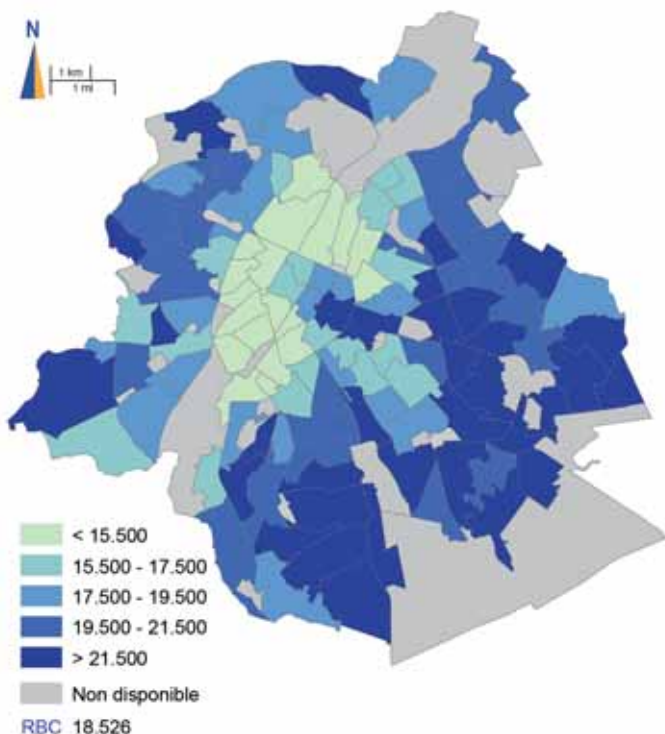 N
1 km
1 mi
< 15.500
15.500 - 17.500
17.500 - 19.500
19.500 - 21.500
> 21.500
Non disponible
RBC 18.526